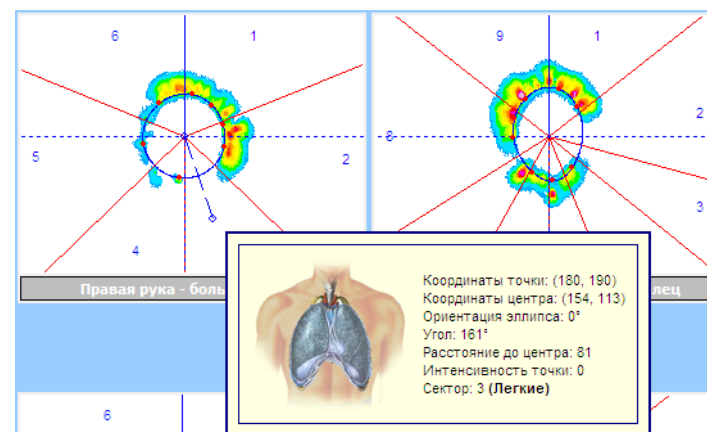 6 1
5 2
4
Правая рука - боль
9 1
8 2
3
лец
Координаты точки: (180, 190)
Координаты центра: (154, 113)
Ориентация эллипса: 0°
Угол: 161°
Расстояние до центра: 81
Интенсивность точки: 0
Сектор: 3 (Легкие)
6